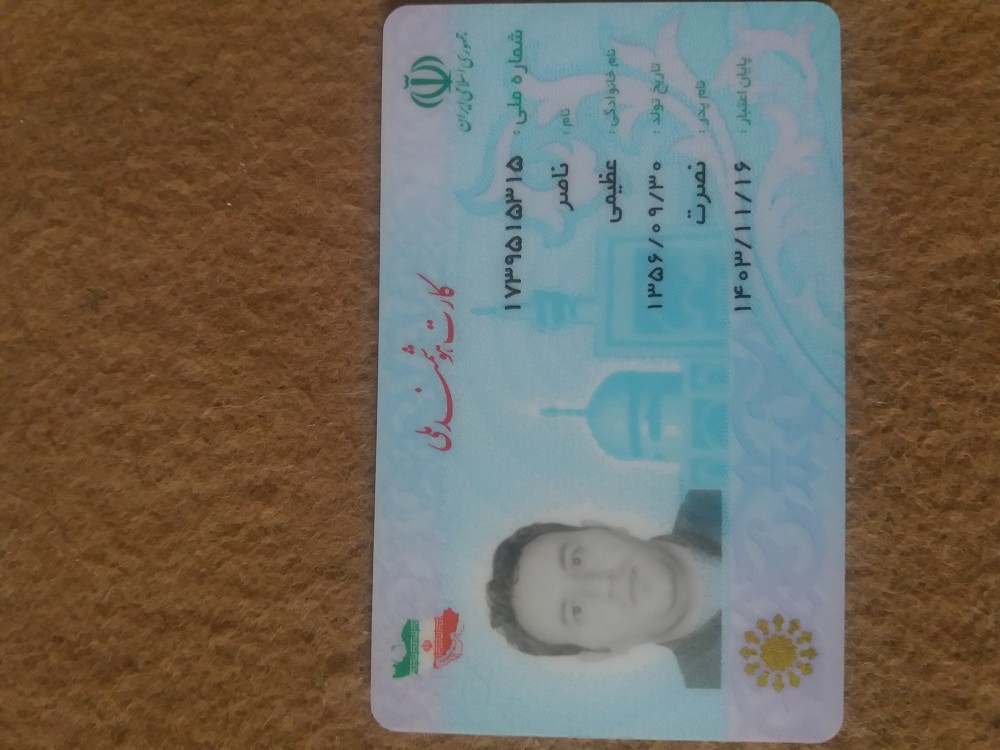 جمهوری اسلامی ایران
کارت هوشمند ملی
شماره ملی : ۱۷۳۹۵۱۵۳۱۵
نام : ناصر
نام خانوادگی : عظیمی
تاریخ تولد : ۱۳۵۶/۰۹/۳۰
نام پدر : نصرت
پایان اعتبار : ۱۴۰۳/۱۱/۱۶